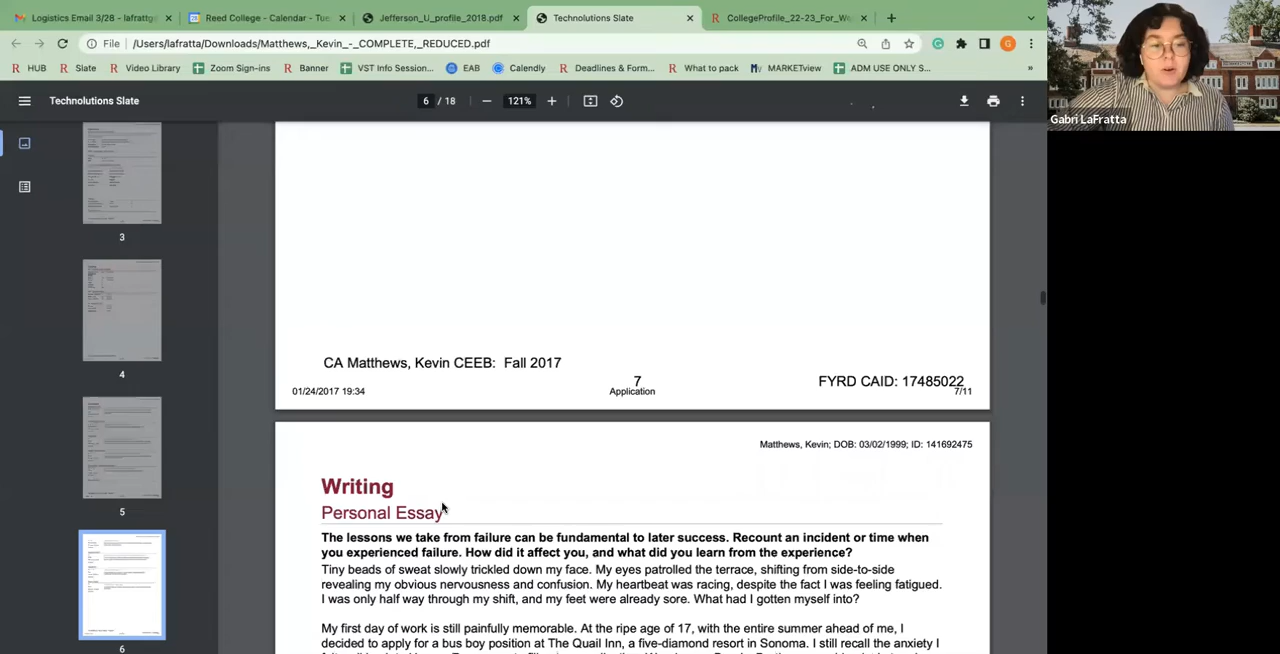 Logistics Email 3/28 - lafrattg
Reed College - Calendar - Tue
Jefferson_U_profile_2018.pdf
Technolutions Slate
CollegeProfile_22-23_For_We
File
/Users/lafratta/Downloads/Matthews,_Kevin_-_COMPLETE,_REDUCED.pdf
HUB
Slate
Video Library
Zoom Sign-ins
Banner
VST Info Session...
EAB
Calendly
Deadlines & Form...
What to pack
MARKETview
ADM USE ONLY S...
»
Gabri LaFratta
Technolutions Slate
6 / 18
121%
3
4
5
6
CA Matthews, Kevin CEEB: Fall 2017
01/24/2017 19:34
7
Application
FYRD CAID: 17485022
7/11
Matthews, Kevin; DOB: 03/02/1999; ID: 141692475
Writing
Personal Essay
The lessons we take from failure can be fundamental to later success. Recount an incident or time when
you experienced failure. How did it affect you, and what did you learn from the experience?
Tiny beads of sweat slowly trickled down my face. My eyes patrolled the terrace, shifting from side-to-side
revealing my obvious nervousness and confusion. My heartbeat was racing, despite the fact I was feeling fatigued.
I was only half way through my shift, and my feet were already sore. What had I gotten myself into?
My first day of work is still painfully memorable. At the ripe age of 17, with the entire summer ahead of me, I
decided to apply for a bus boy position at The Quail Inn, a five-diamond resort in Sonoma. I still recall the anxiety I